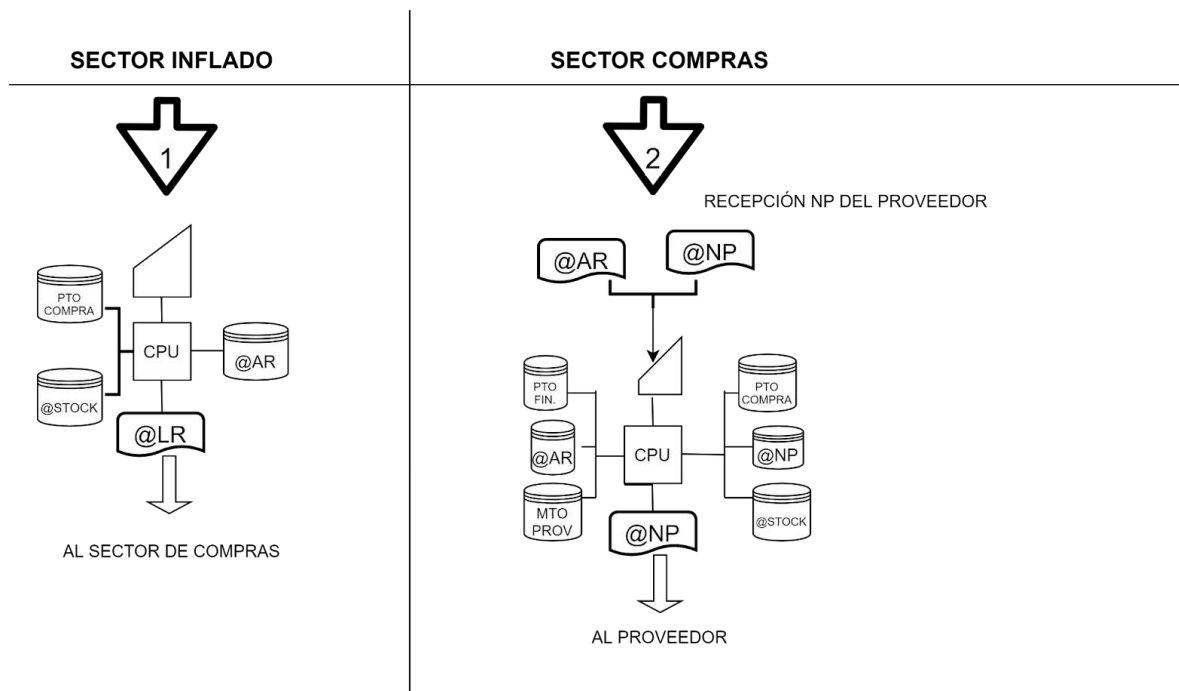 SECTOR INFLADO
SECTOR COMPRAS
1
2
RECEPCIÓN NP DEL PROVEEDOR
@AR
@NP
PTO
COMPRA
CPU
@AR
@STOCK
@LR
AL SECTOR DE COMPRAS
PTO
FIN.
PTO
COMPRA
@AR
CPU
@NP
MTO
PROV
@STOCK
@NP
AL PROVEEDOR